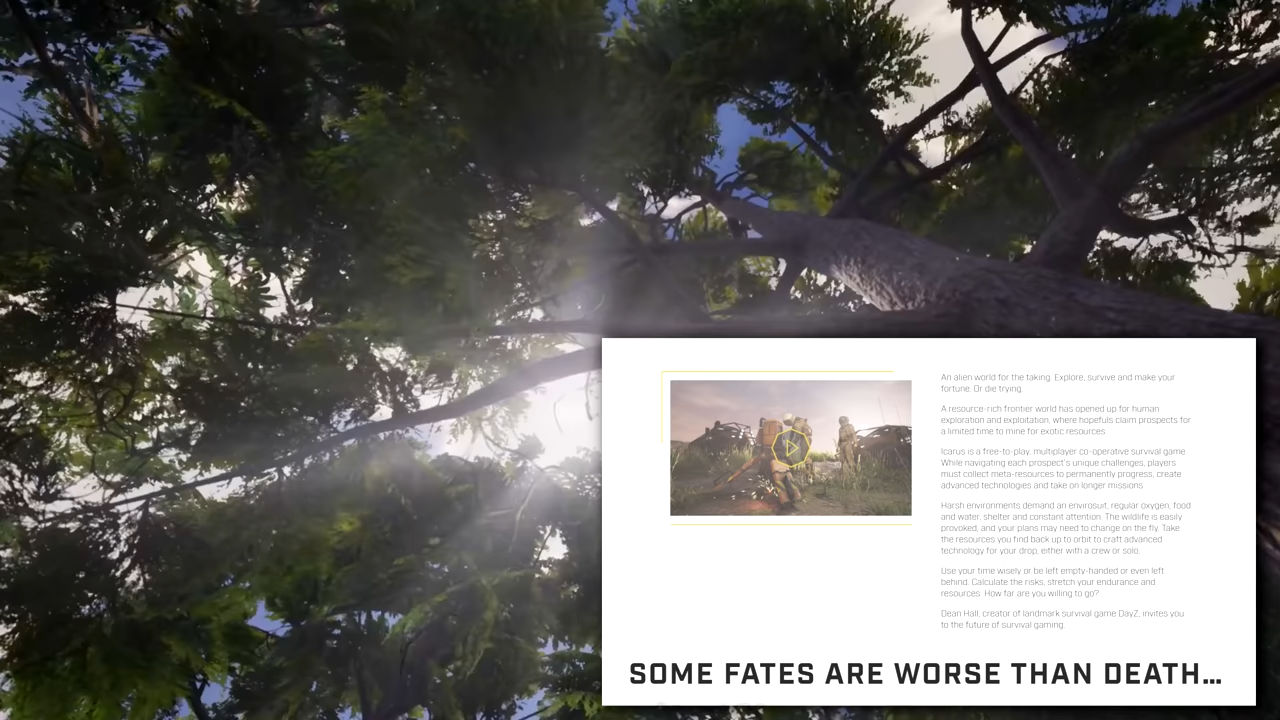 An alien world for the taking. Explore, survive and make your
fortune. Or die trying.
A resource-rich frontier world has opened up for human
exploration and exploitation, where hopefuls claim prospects for
a limited time to mine for exotic resources.
Icarus is a free-to-play, multiplayer co-operative survival game.
While navigating each prospect's unique challenges, players
must collect meta-resources to permanently progress, create
advanced technologies and take on longer missions.
Harsh environments demand an envirosuit, regular oxygen, food
and water, shelter and constant attention. The wildlife is easily
provoked, and your plans may need to change on the fly. Take
the resources you find back up to orbit to craft advanced
technology for your drop, either with a crew or solo.
Use your time wisely or be left empty-handed or even left
behind. Calculate the risks, stretch your endurance and
resources. How far are you willing to go?
Dean Hall, creator of landmark survival game DayZ, invites you
to the future of survival gaming.
SOME FATES ARE WORSE THAN DEATH...